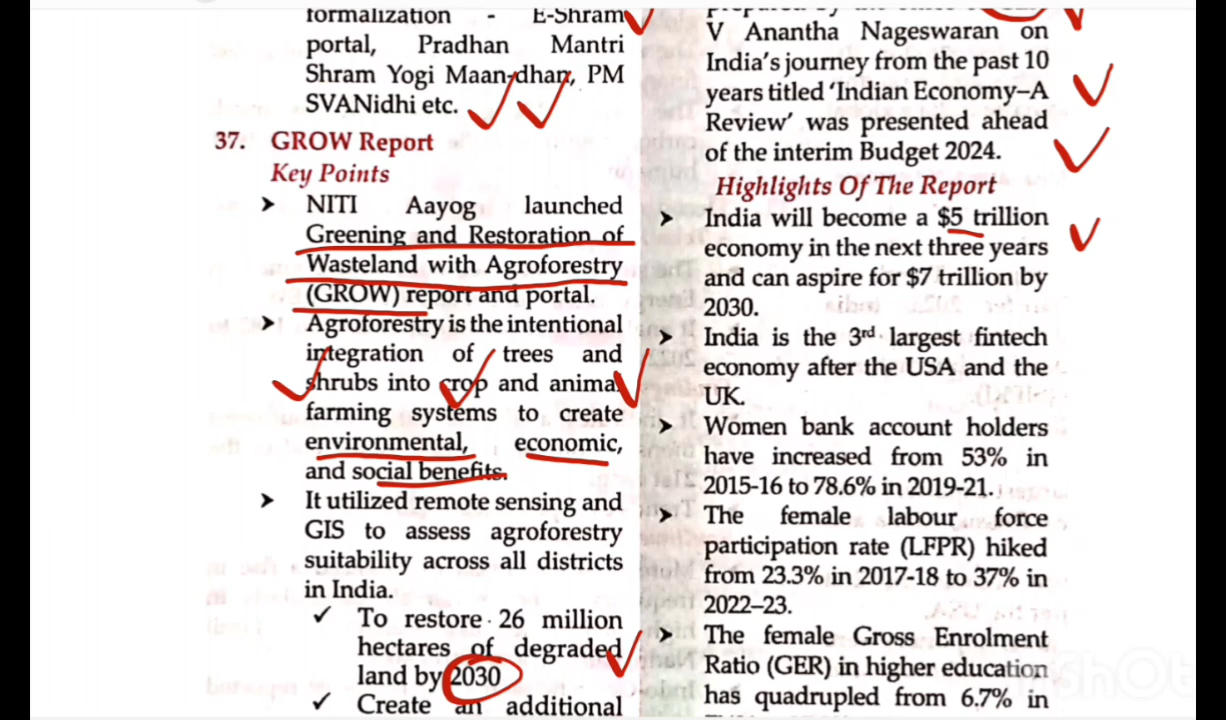 formalization - E-Shram
portal, Pradhan Mantri
Shram Yogi Maan-dhan, PM
SVANidhi etc.
37. GROW Report
Key Points
➤ NITI Aayog launched
Greening and Restoration of
Wasteland with Agroforestry
(GROW) report and portal.
➤ Agroforestry is the intentional
integration of trees and
shrubs into crop and animal
farming systems to create
environmental, economic,
and social benefits.
➤ It utilized remote sensing and
GIS to assess agroforestry
suitability across all districts
in India.
✓ To restore 26 million
hectares of degraded
land by 2030
✓ Create an additional
V Anantha Nageswaran on
India's journey from the past 10
years titled 'Indian Economy–A
Review' was presented ahead
of the interim Budget 2024.
Highlights Of The Report
➤ India will become a $5 trillion
economy in the next three years
and can aspire for $7 trillion by
2030.
➤ India is the 3rd largest fintech
economy after the USA and the
UK.
➤ Women bank account holders
have increased from 53% in
2015-16 to 78.6% in 2019-21.
➤ The female labour force
participation rate (LFPR) hiked
from 23.3% in 2017-18 to 37% in
2022–23.
➤ The female Gross Enrolment
Ratio (GER) in higher education
has quadrupled from 6.7% in